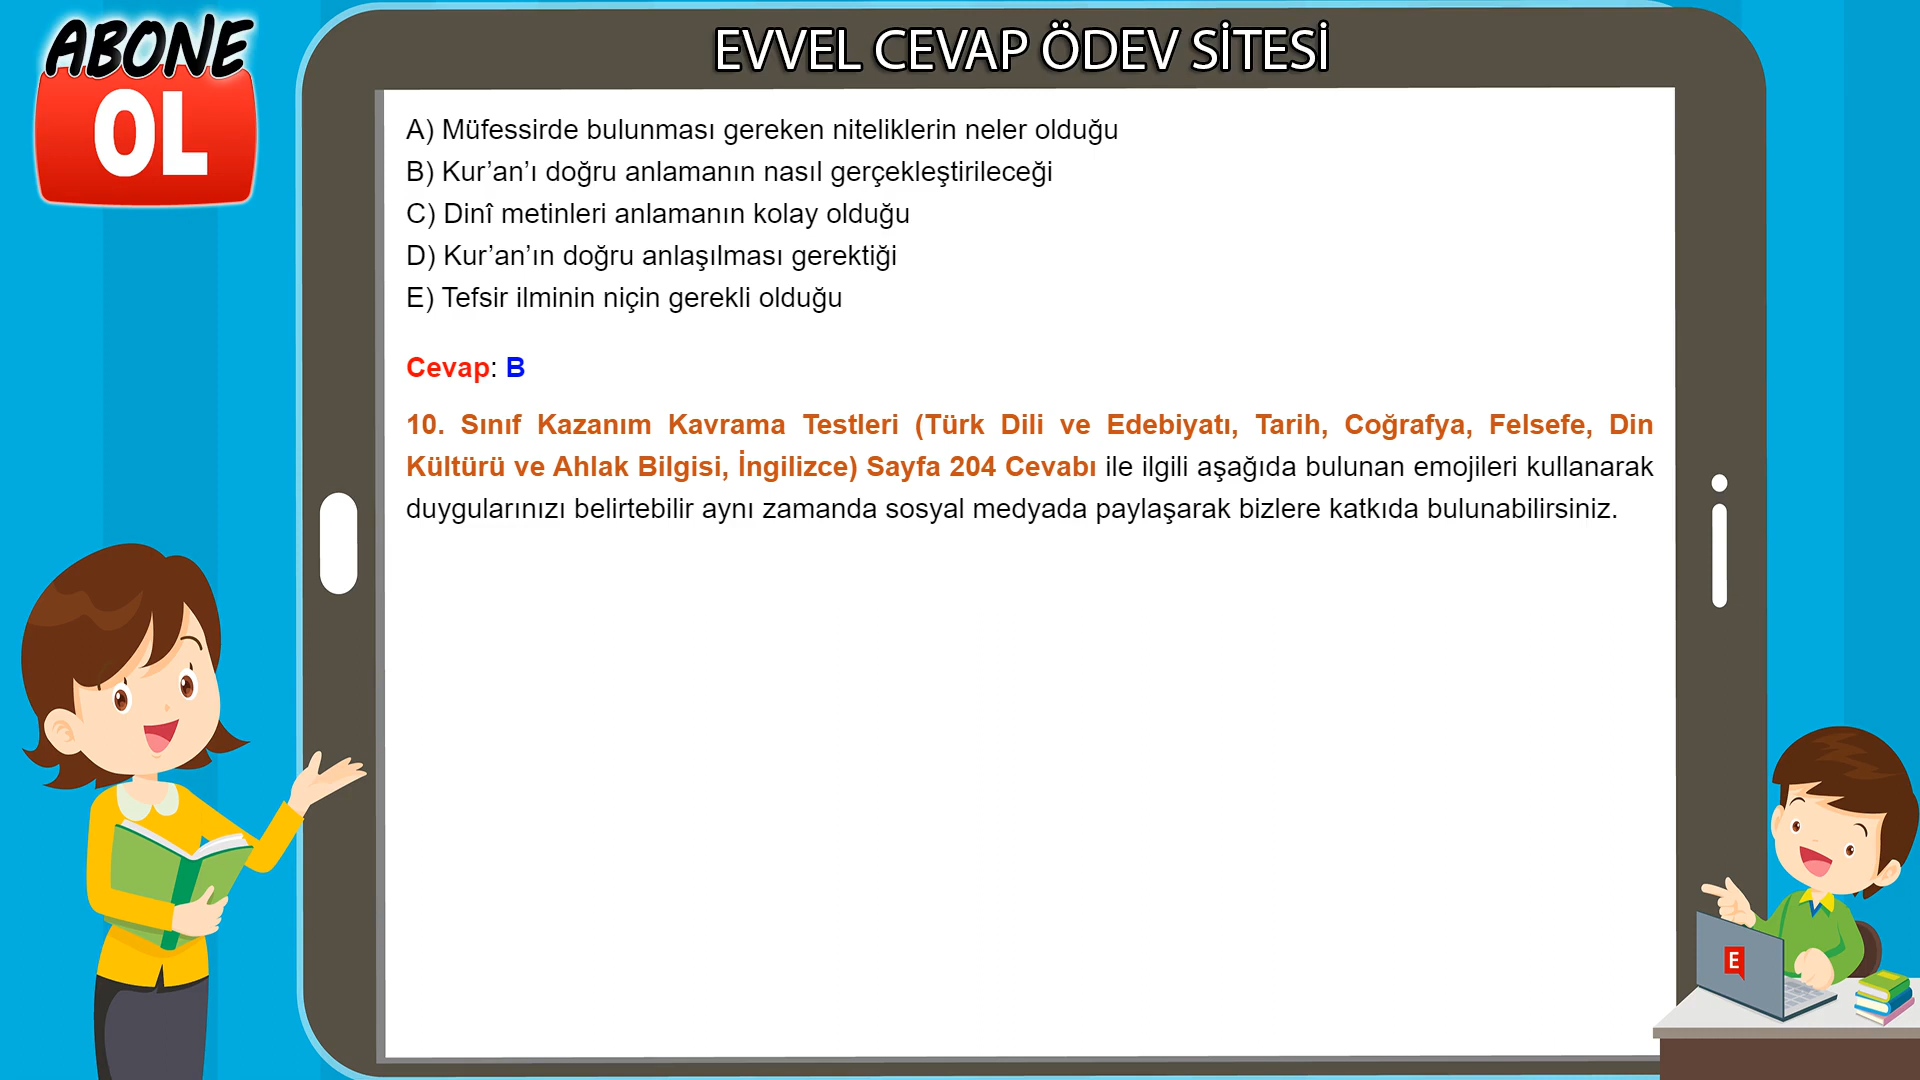 ABONE
OL
EVVEL CEVAP ÖDEV SİTESİ
A) Müfessirde bulunması gereken niteliklerin neler olduğu
B) Kur’an’ı doğru anlamanın nasıl gerçekleştirileceği
C) Dinî metinleri anlamanın kolay olduğu
D) Kur’an’ın doğru anlaşılması gerektiği
E) Tefsir ilminin niçin gerekli olduğu
Cevap: B
10. Sınıf Kazanım Kavrama Testleri (Türk Dili ve Edebiyatı, Tarih, Coğrafya, Felsefe, Din
Kültürü ve Ahlak Bilgisi, İngilizce) Sayfa 204 Cevabı ile ilgili aşağıda bulunan emojileri kullanarak
duygularınızı belirtebilir aynı zamanda sosyal medyada paylaşarak bizlere katkıda bulunabilirsiniz.
E